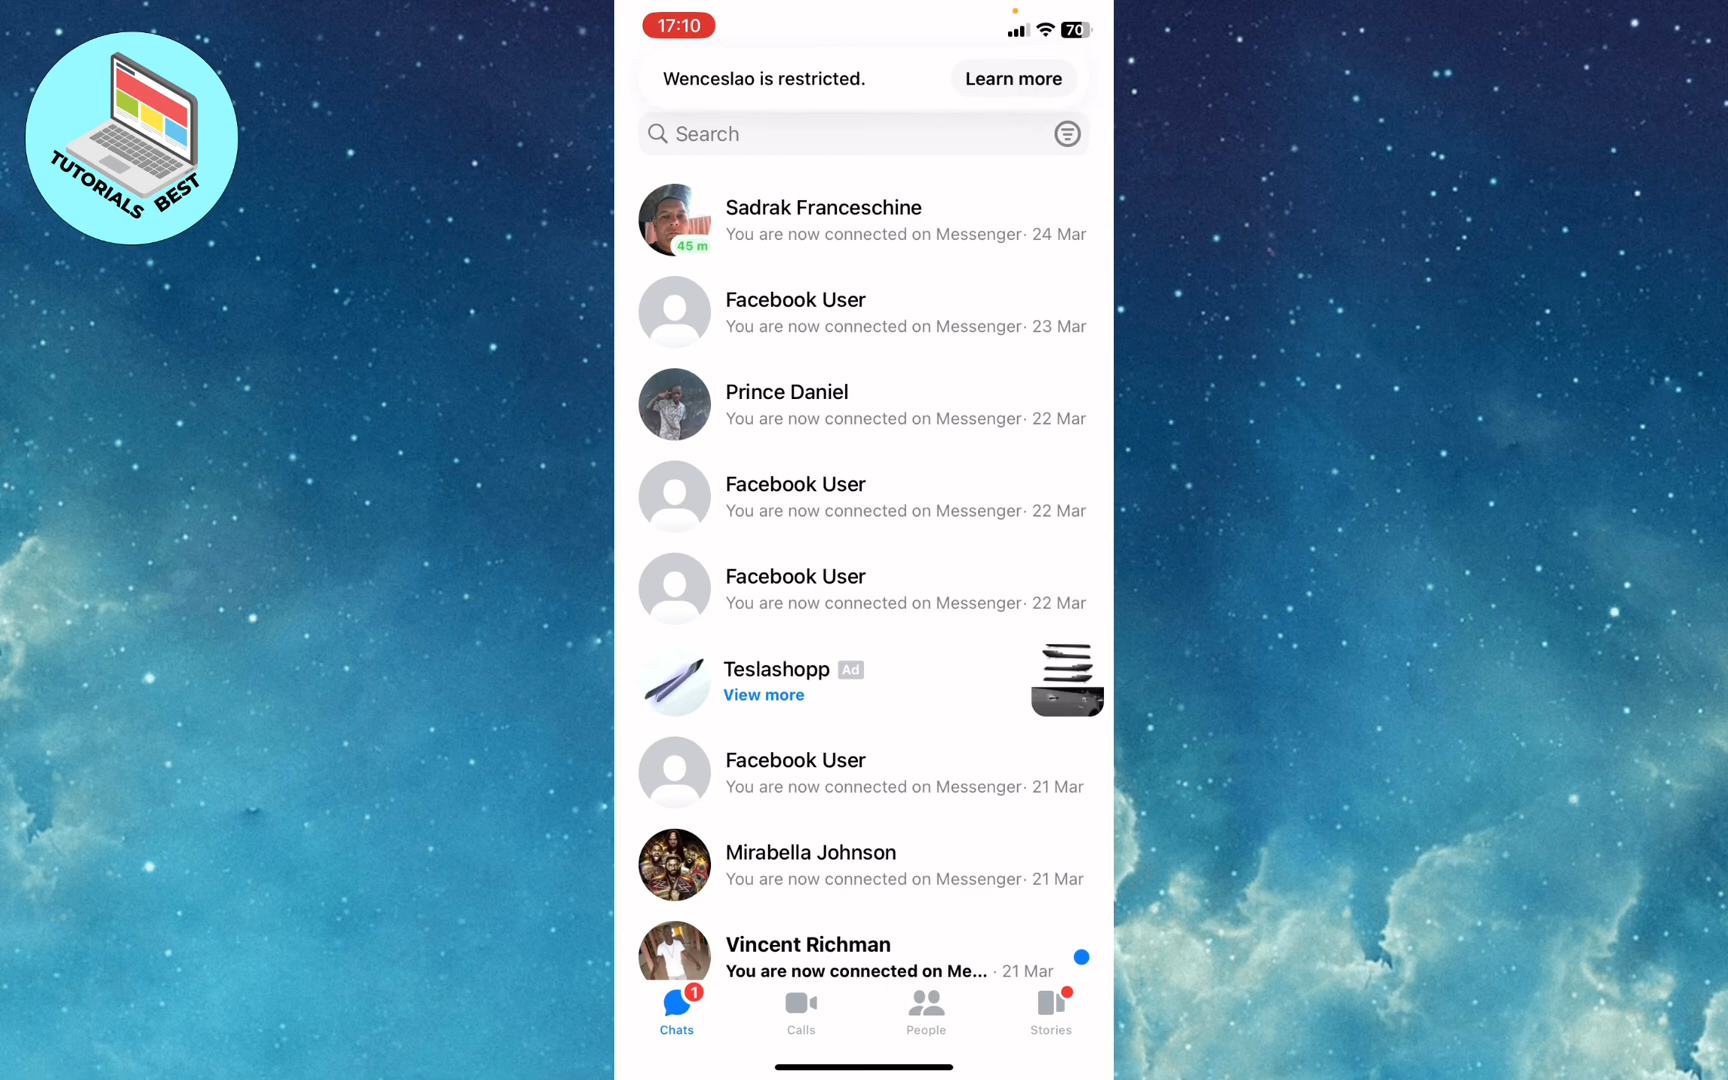 TUTORIALS BEST
17:10
70
Wenceslao is restricted.
Learn more
Search
Sadrak Franceschine
You are now connected on Messenger· 24 Mar
45 m
Facebook User
You are now connected on Messenger· 23 Mar
Prince Daniel
You are now connected on Messenger· 22 Mar
Facebook User
You are now connected on Messenger· 22 Mar
Facebook User
You are now connected on Messenger· 22 Mar
Teslashopp Ad
View more
Facebook User
You are now connected on Messenger· 21 Mar
Mirabella Johnson
You are now connected on Messenger· 21 Mar
Vincent Richman
You are now connected on Me... · 21 Mar
1
Chats
Calls
People
Stories